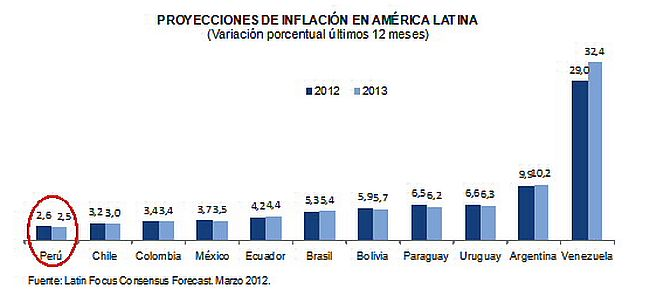 PROYECCIONES DE INFLACIÓN EN AMÉRICA LATINA
(Variación porcentual últimos 12 meses)
2012 2013
2,6 2,5 3,2 3,0 3,4 3,4 3,7 3,5 4,2 4,4 5,3 5,4 5,9 5,7 6,5 6,2 6,6 6,3 9,9 10,2 29,0 32,4
Perú Chile Colombia México Ecuador Brasil Bolivia Paraguay Uruguay Argentina Venezuela
Fuente: Latin Focus Consensus Forecast. Marzo 2012.